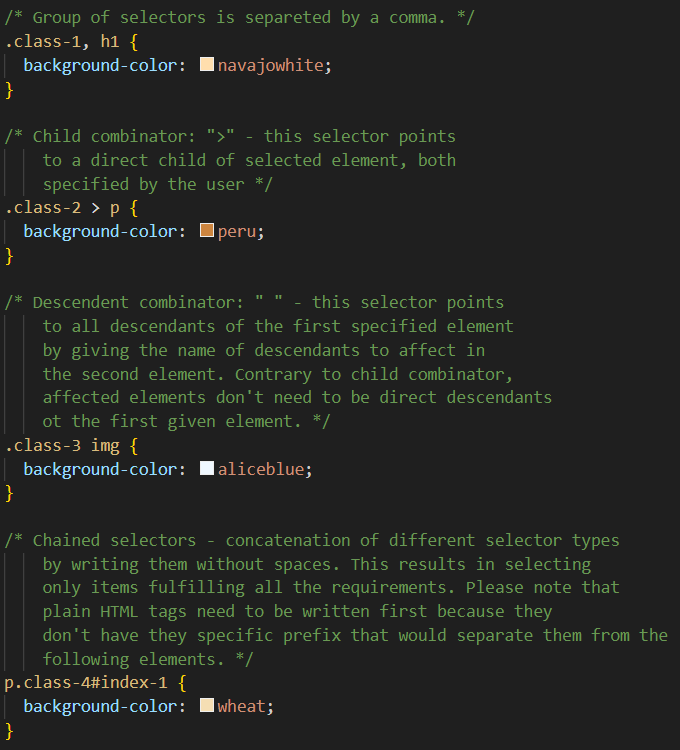 /* Group of selectors is separeted by a comma. */
.class-1, h1 {
background-color: navajowhite;
}
/* Child combinator: ">" - this selector points
to a direct child of selected element, both
specified by the user */
.class-2 > p {
background-color: peru;
}
/* Descendent combinator: " " - this selector points
to all descendants of the first specified element
by giving the name of descendants to affect in
the second element. Contrary to child combinator,
affected elements don't need to be direct descendants
ot the first given element. */
.class-3 img {
background-color: aliceblue;
}
/* Chained selectors - concatenation of different selector types
by writing them without spaces. This results in selecting
only items fulfilling all the requirements. Please note that
plain HTML tags need to be written first because they
don't have they specific prefix that would separate them from the
following elements. */
p.class-4#index-1 {
background-color: wheat;
}